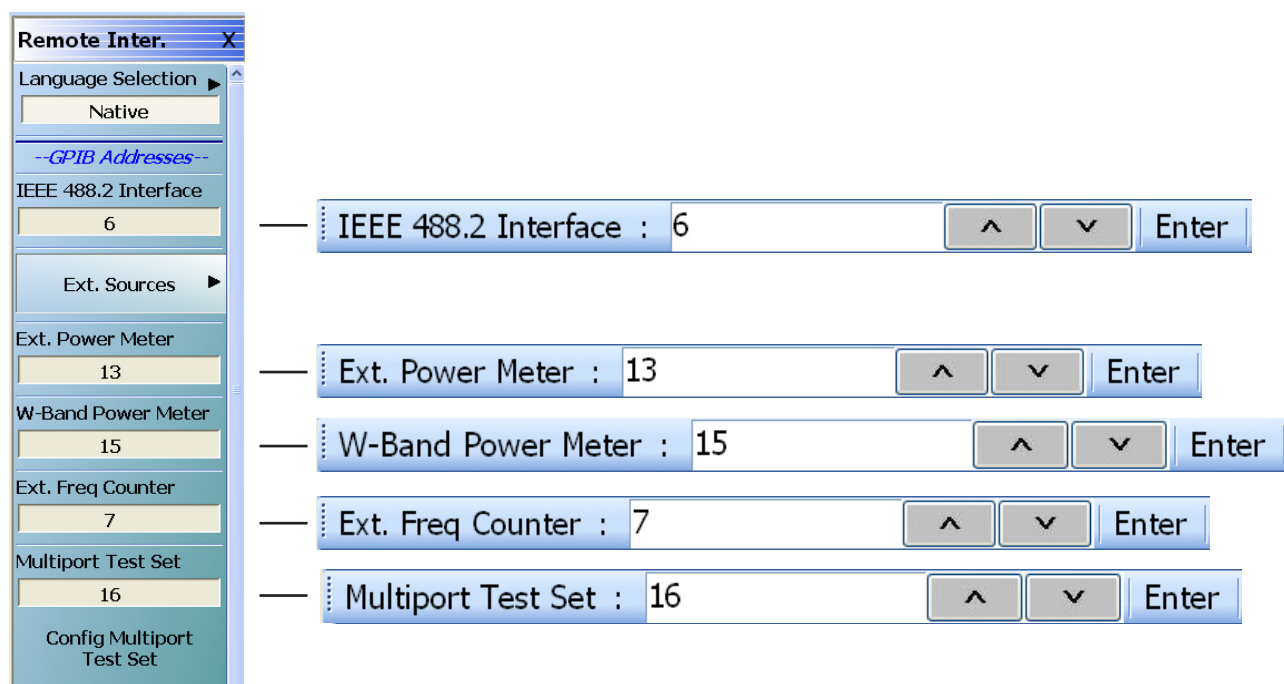 Remote Inter. X
Language Selection
Native
--GPIB Addresses--
IEEE 488.2 Interface
6
Ext. Sources
Ext. Power Meter
13
W-Band Power Meter
15
Ext. Freq Counter
7
Multiport Test Set
16
Config Multiport
Test Set
IEEE 488.2 Interface : 6 Enter
Ext. Power Meter : 13 Enter
W-Band Power Meter : 15 Enter
Ext. Freq Counter : 7 Enter
Multiport Test Set : 16 Enter